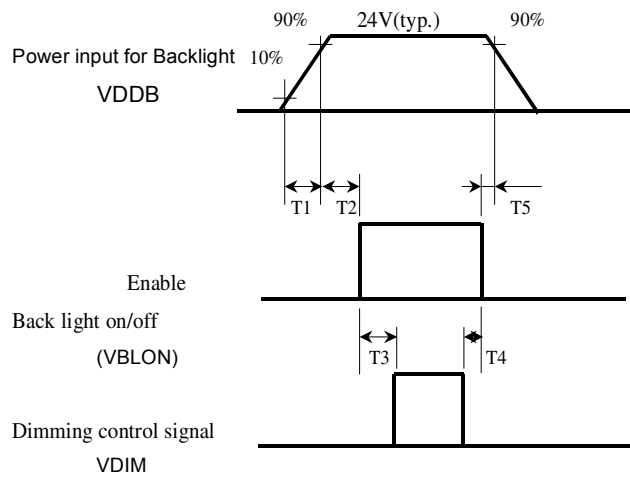 90%
24V(typ.)
90%
Power input for Backlight
10%
VDDB
T1
T2
T5
Enable
Back light on/off
(VBLON)
T3
T4
Dimming control signal
VDIM